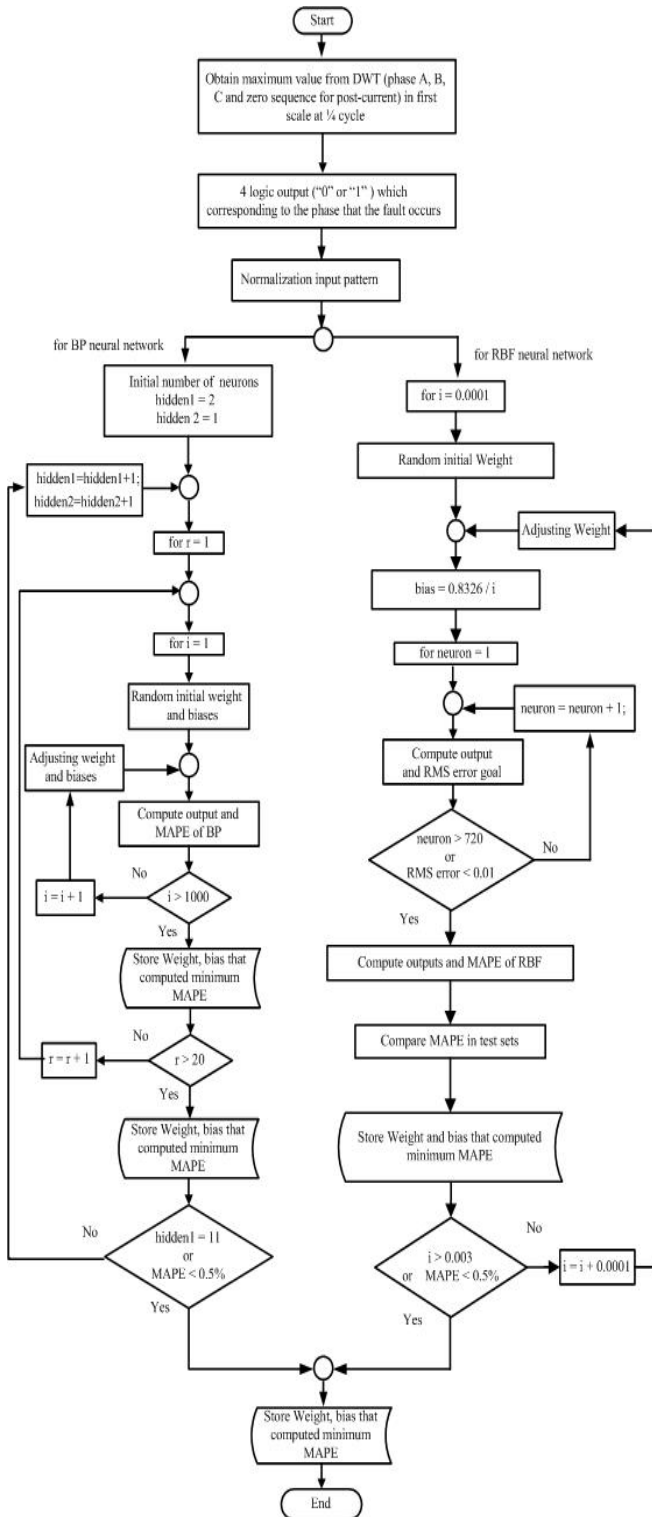 Start
Obtain maximum value from DWT (phase A, B,
C and zero sequence for post-current) in first
scale at ¼ cycle
4 logic output (“0” or “1” ) which
corresponding to the phase that the fault occurs
Normalization input pattern
for BP neural network
Initial number of neurons
hidden1 = 2
hidden 2 = 1
hidden1=hidden1+1;
hidden2=hidden2+1
for r = 1
for i = 1
Random initial weight
and biases
Adjusting weight
and biases
Compute output and
MAPE of BP
No
i = i + 1
i > 1000
Yes
Store Weight, bias that
computed minimum
MAPE
No
r = r + 1
r > 20
Yes
Store Weight, bias that
computed minimum
MAPE
No
hidden1 = 11
or
MAPE < 0.5%
Yes
for RBF neural network
for i = 0.0001
Random initial Weight
Adjusting Weight
bias = 0.8326 / i
for neuron = 1
neuron = neuron + 1;
Compute output
and RMS error goal
neuron > 720
or
RMS error < 0.01
No
Yes
Compute outputs and MAPE of RBF
Compare MAPE in test sets
Store Weight and bias that computed
minimum MAPE
No
i > 0.003
or MAPE < 0.5%
i = i + 0.0001
Yes
Store Weight, bias that
computed minimum
MAPE
End